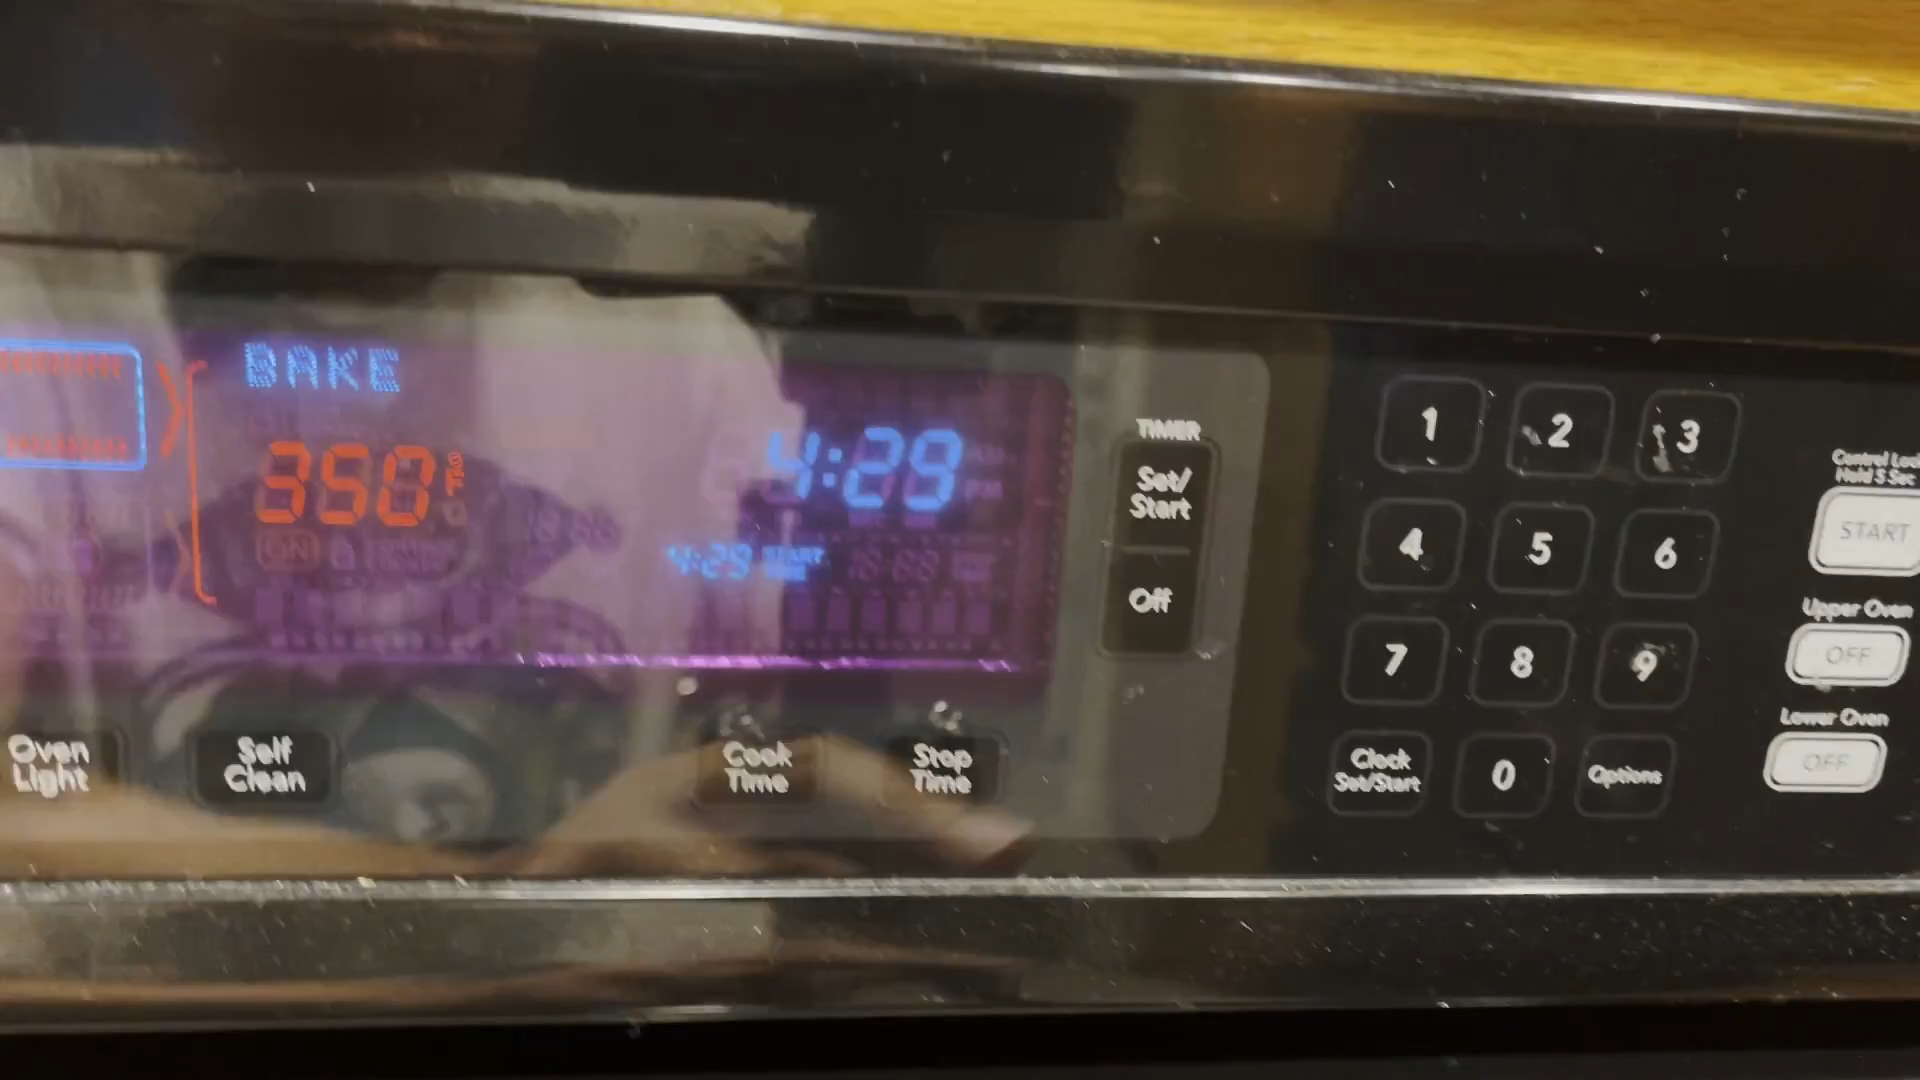 BAKE
350°F
4:29
4:29 START
TIMER
Set/
Start
Off
Oven
Light
Self
Clean
Cook
Time
Stop
Time
1
2
3
4
5
6
7
8
9
Clock
Set/Start
0
Options
Control Lock
Hold 3 Sec
START
Upper Oven
OFF
Lower Oven
OFF